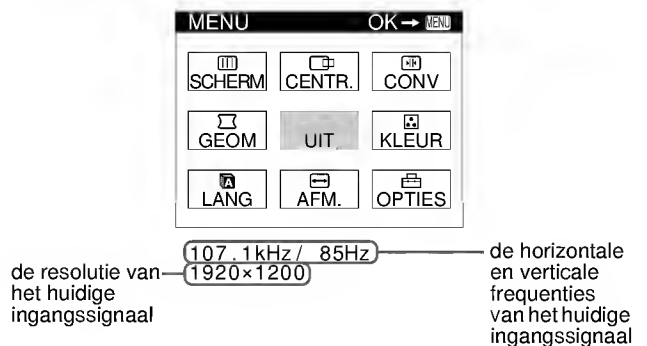 MENU OK→ MENU
SCHERM CENTR. CONV
GEOM UIT KLEUR
LANG AFM. OPTIES
107.1kHz/ 85Hz
1920×1200
de resolutie van
het huidige
ingangssignaal
de horizontale
en verticale
frequenties
van het huidige
ingangssignaal